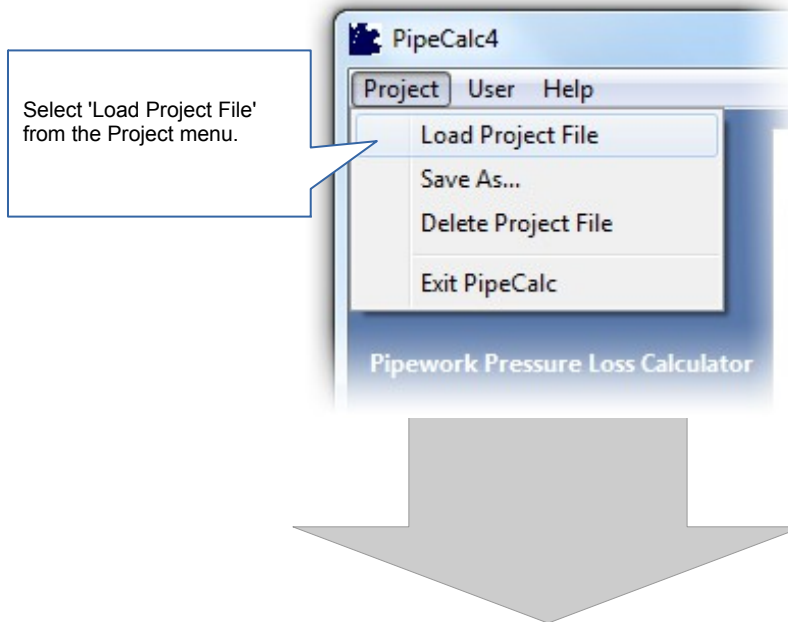 PipeCalc4
Project User Help
Select 'Load Project File'
from the Project menu.
Load Project File
Save As...
Delete Project File
Exit PipeCalc
Pipework Pressure Loss Calculator